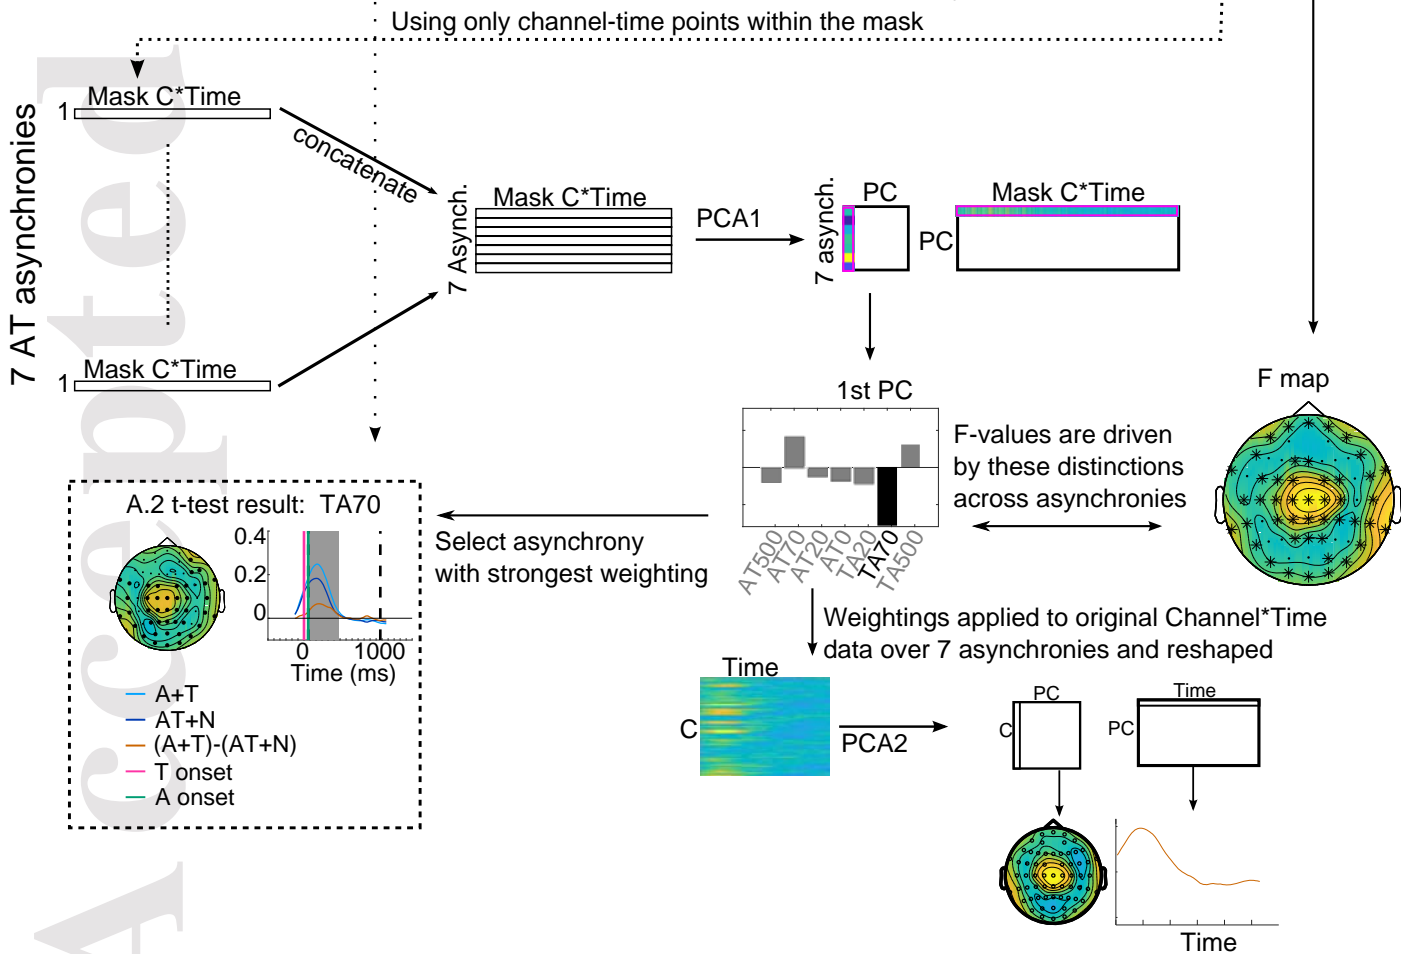 Using only channel-time points within the mask
Accepted
7 AT asynchronies
1
Mask C*Time
concatenate
1
Mask C*Time
7 Asynch.
Mask C*Time
PCA1
7 asynch.
PC
PC
Mask C*Time
1st PC
AT500
AT70
AT20
AT0
TA20
TA70
TA500
F-values are driven
by these distinctions
across asynchronies
F map
Select asynchrony
with strongest weighting
A.2 t-test result: TA70
0.4
0.2
0
0
1000
Time (ms)
A+T
AT+N
(A+T)-(AT+N)
T onset
A onset
Weightings applied to original Channel*Time
data over 7 asynchronies and reshaped
Time
C
PCA2
PC
C
Time
PC
Time